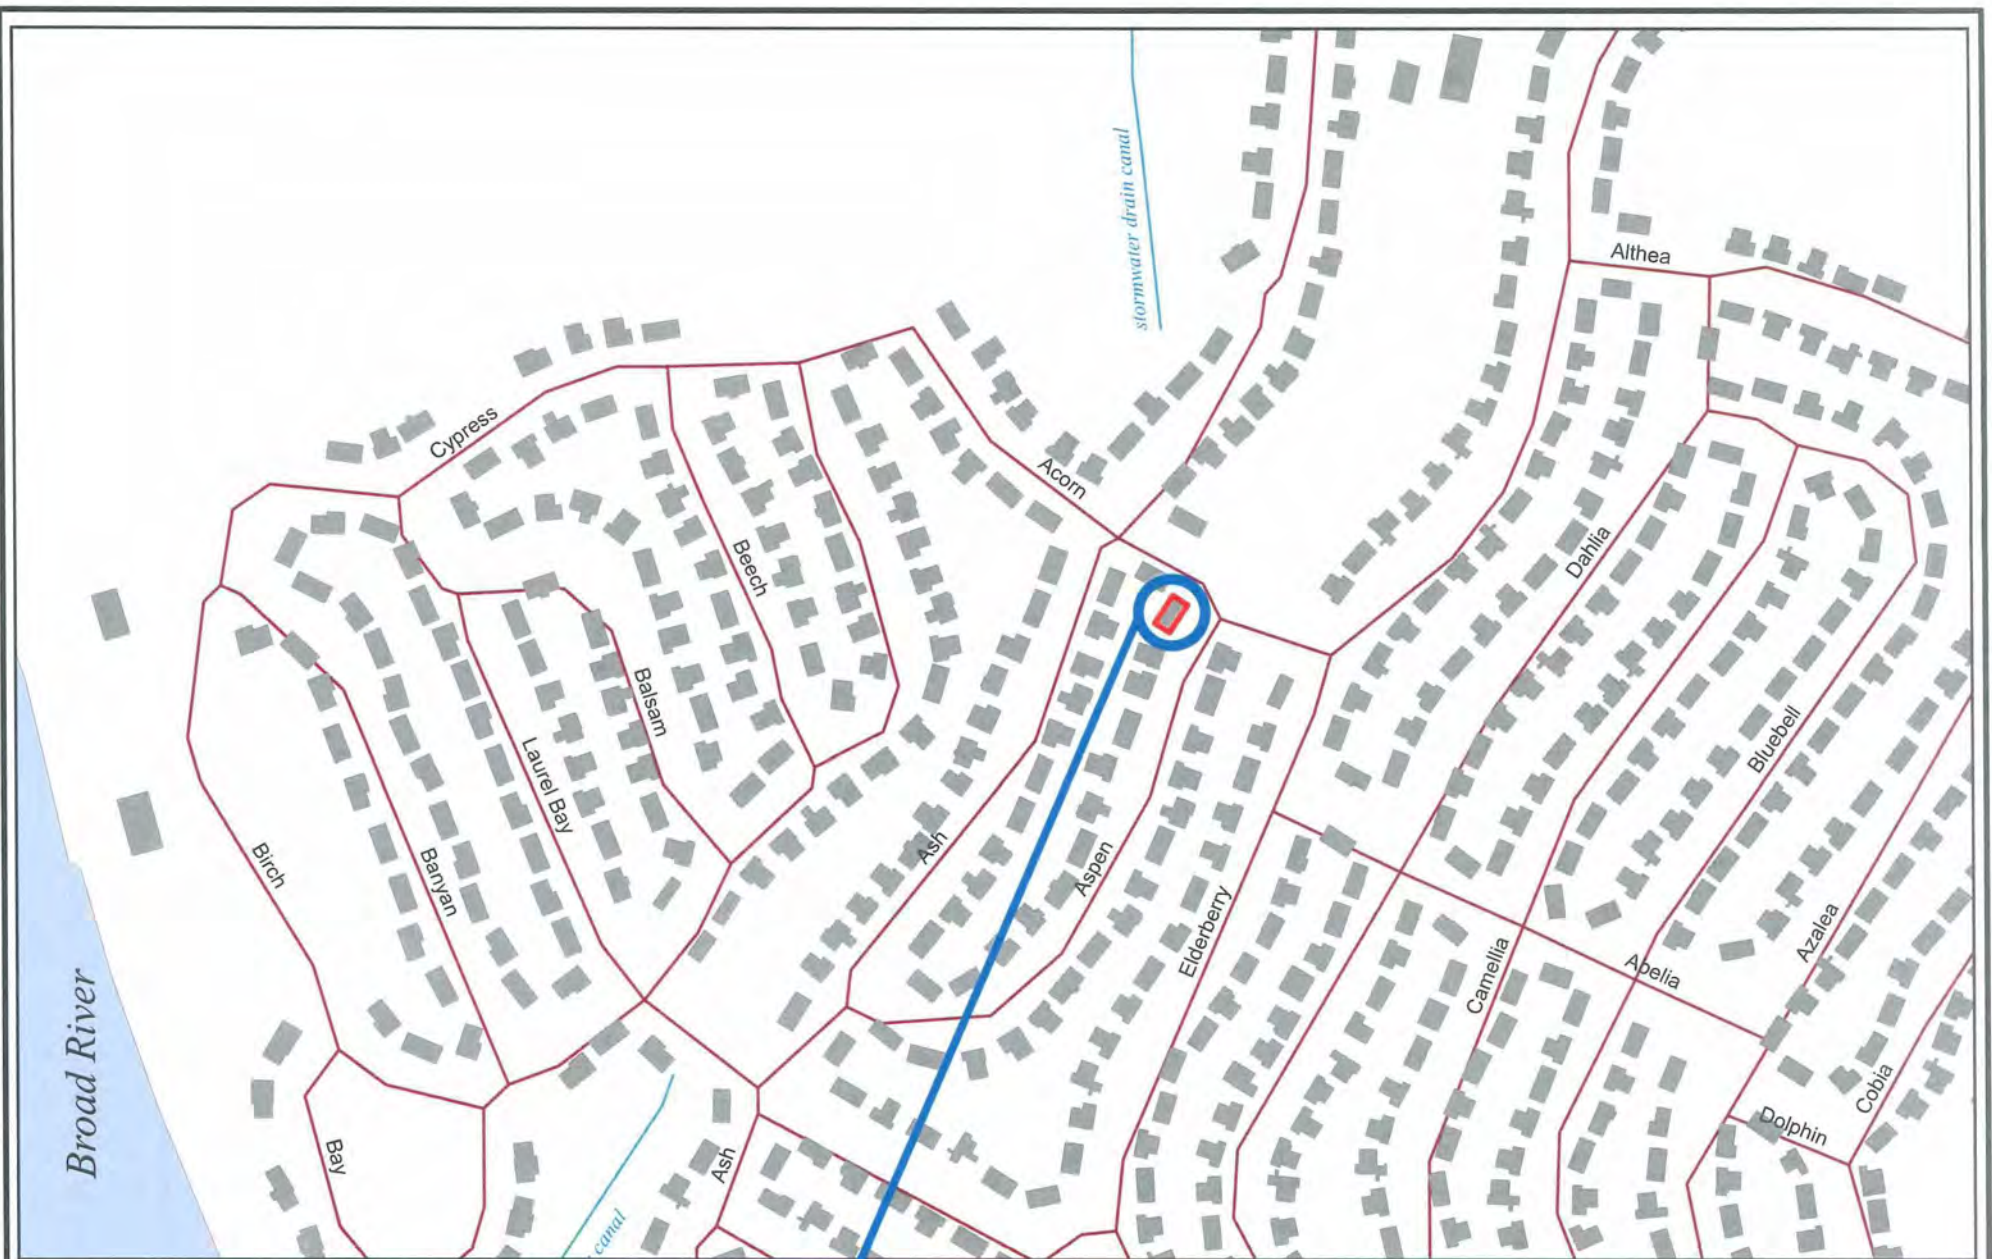 stormwater drain canal
Althea
Cypress
Acorn
Dahlia
Beech
Balsam
Bluebell
Laurel Bay
Ash
Birch
Banyan
Aspen
Elderberry
Azalea
Camellia
Abelia
Broad River
Cobia
Dolphin
Bay
Ash
canal